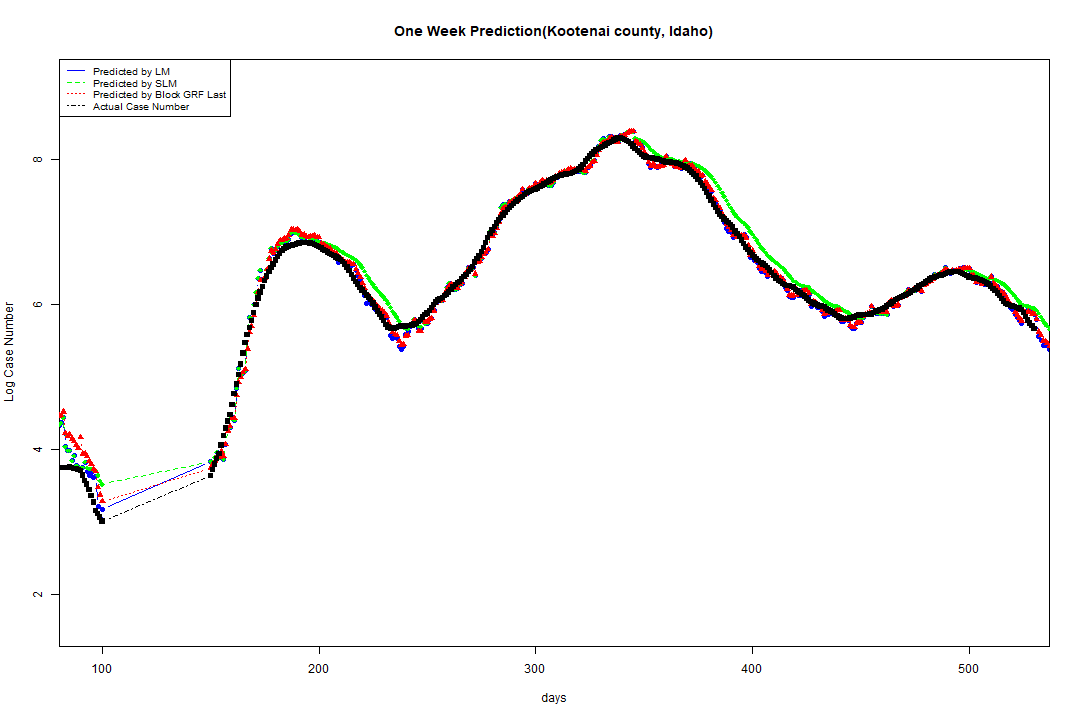 One Week Prediction(Kootenai county, Idaho)
Predicted by LM
Predicted by SLM
Predicted by Block GRF Last
Actual Case Number
8
6
4
2
Log Case Number
100 200 300 400 500
days